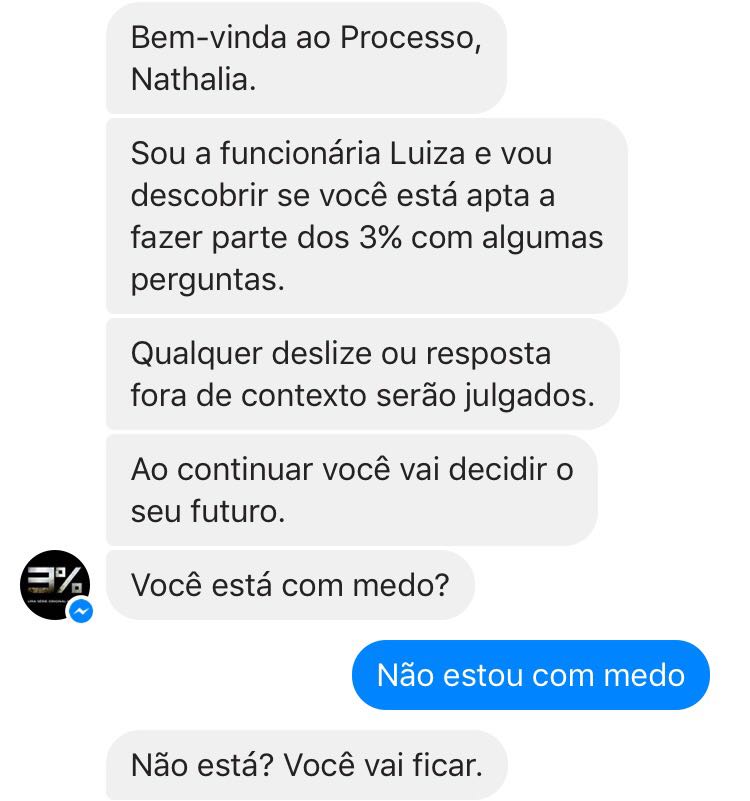 Bem-vinda ao Processo,
Nathalia.
Sou a funcionária Luiza e vou
descobrir se você está apta a
fazer parte dos 3% com algumas
perguntas.
Qualquer deslize ou resposta
fora de contexto serão julgados.
Ao continuar você vai decidir o
seu futuro.
3%
Você está com medo?
Não estou com medo
Não está? Você vai ficar.